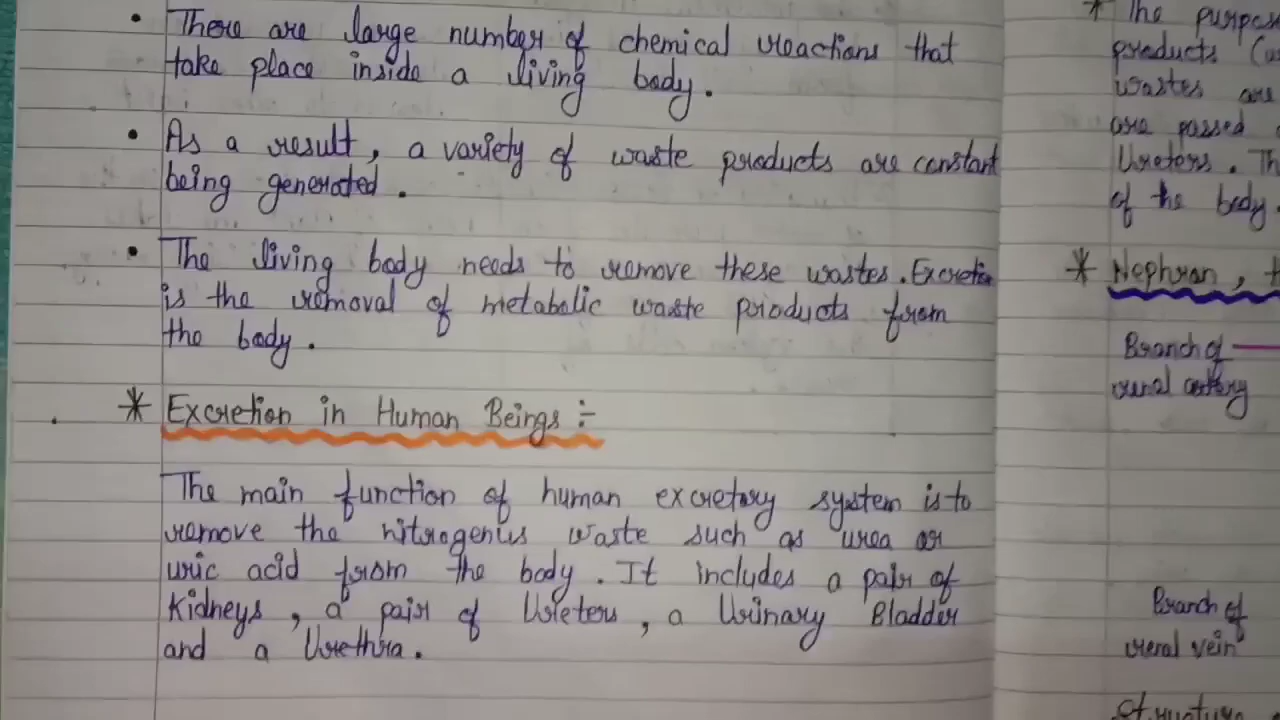 • There are large number of chemical reactions that
take place inside a living body.
• As a result, a variety of waste products are constant
being generated.
• The living body needs to remove these wastes. Excretion
is the removal of metabolic waste products from
the body.
* Excretion in Human Beings :-
The main function of human excretory system is to
remove the nitrogenius waste such as urea or
uric acid from the body. It includes a pair of
Kidneys, a pair of Ureters, a Urinary Bladder
and a Urethra.
* The
products
wastes are
are passed
Ureters.
of the body.
* Nephron,
Branch of
renal artery
Branch of
renal vein
Structure